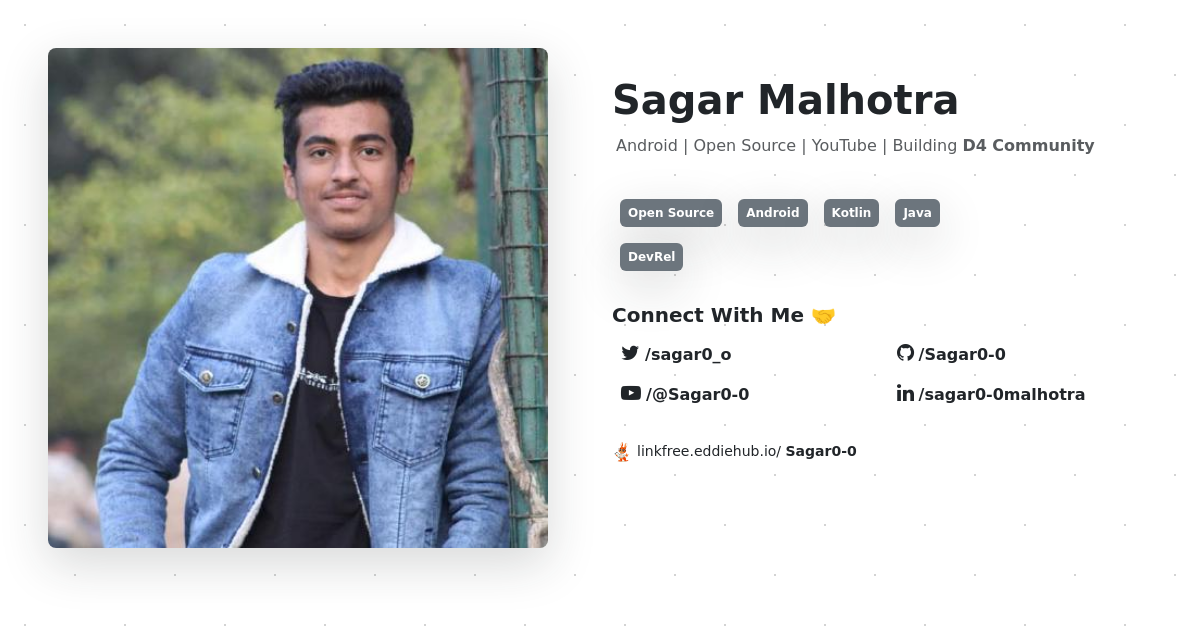 Sagar Malhotra
Android | Open Source | YouTube | Building D4 Community
Open Source Android Kotlin Java
DevRel
Connect With Me 🤝
/sagar0_o /Sagar0-0
/@Sagar0-0 /sagar0-0malhotra
linkfree.eddiehub.io/ Sagar0-0